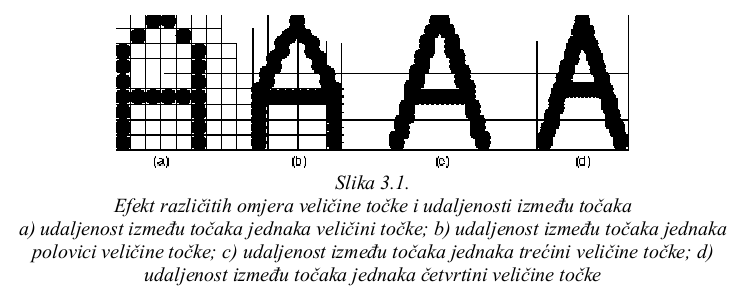 (a) (b) (c) (d)
Slika 3.1.
Efekt različitih omjera veličine točke i udaljenosti između točaka
a) udaljenost između točaka jednaka veličini točke; b) udaljenost između točaka jednaka
polovici veličine točke; c) udaljenost između točaka jednaka trećini veličine točke; d)
udaljenost između točaka jednaka četvrtini veličine točke